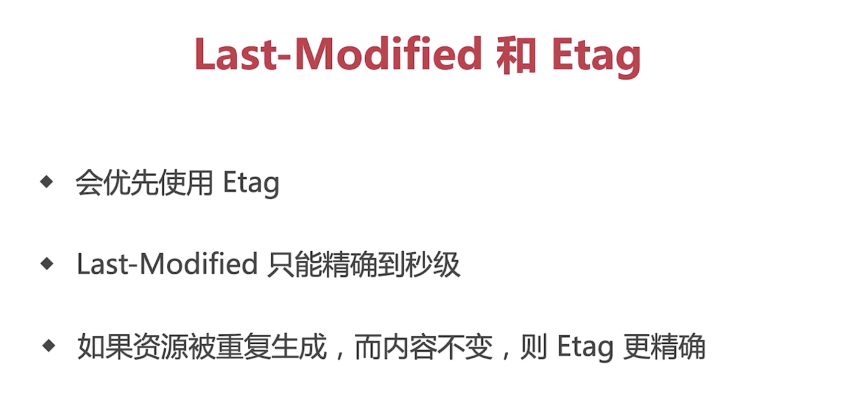 Last-Modified 和 Etag
◆ 会优先使用 Etag
◆ Last-Modified 只能精确到秒级
◆ 如果资源被重复生成，而内容不变，则 Etag 更精确